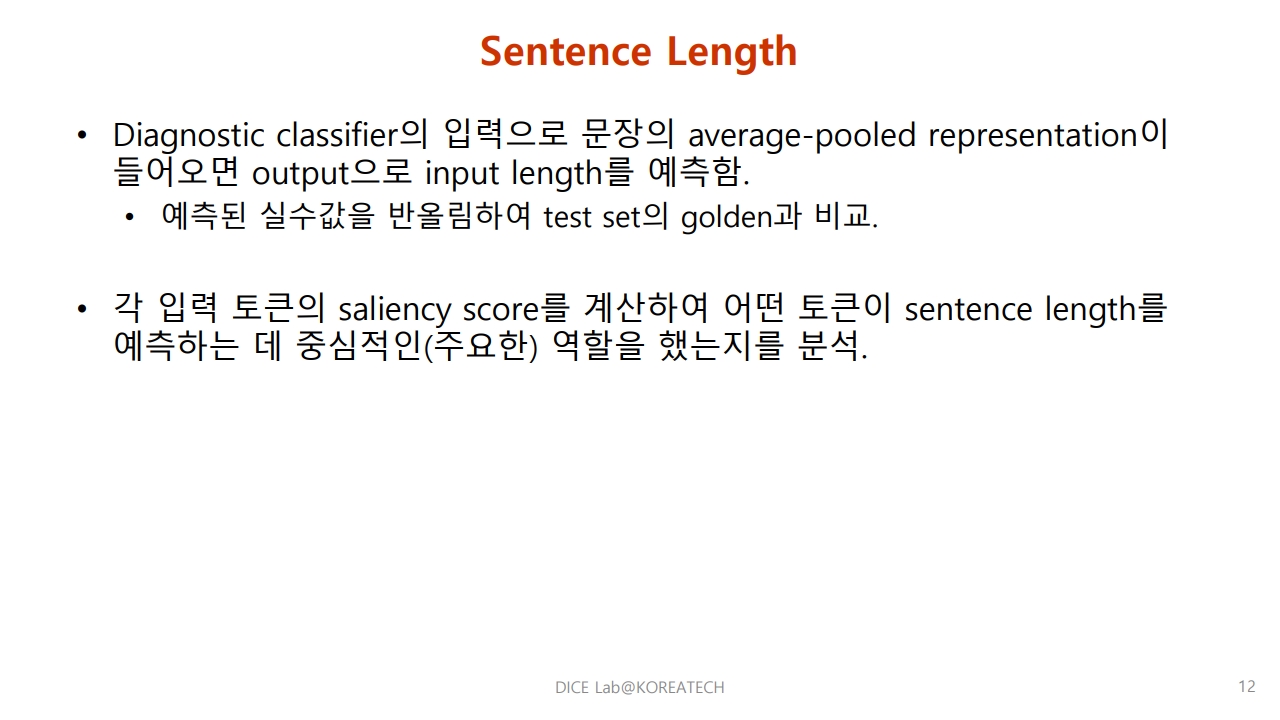 Sentence Length
• Diagnostic classifier의 입력으로 문장의 average-pooled representation이
들어오면 output으로 input length를 예측함.
• 예측된 실수값을 반올림하여 test set의 golden과 비교.
• 각 입력 토큰의 saliency score를 계산하여 어떤 토큰이 sentence length를
예측하는 데 중심적인(주요한) 역할을 했는지를 분석.
DICE Lab@KOREATECH
12